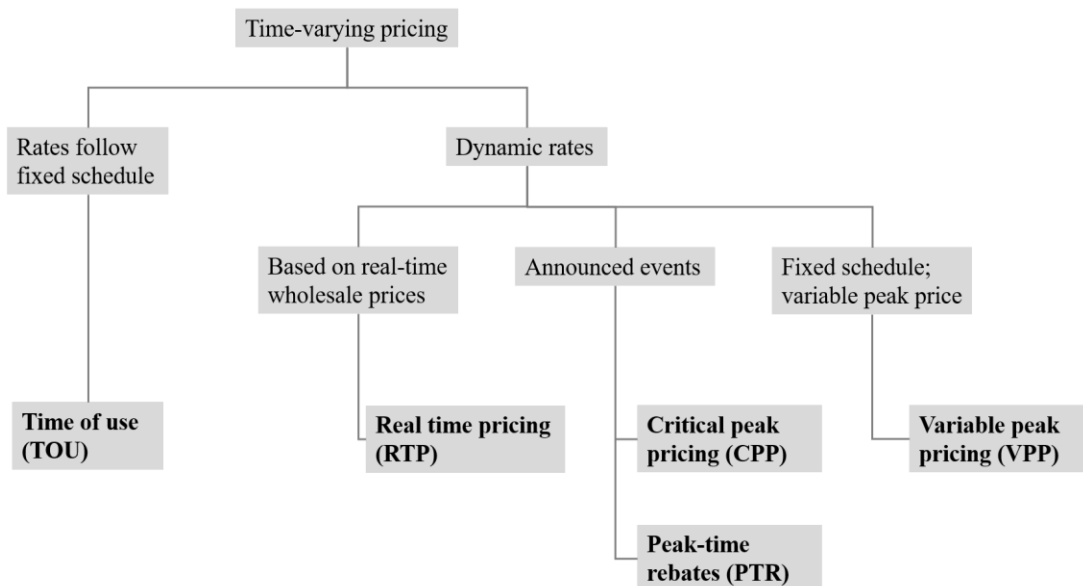 Time-varying pricing
Rates follow
fixed schedule
Dynamic rates
Based on real-time
wholesale prices
Announced events
Fixed schedule;
variable peak price
Time of use
(TOU)
Real time pricing
(RTP)
Critical peak
pricing (CPP)
Variable peak
pricing (VPP)
Peak-time
rebates (PTR)